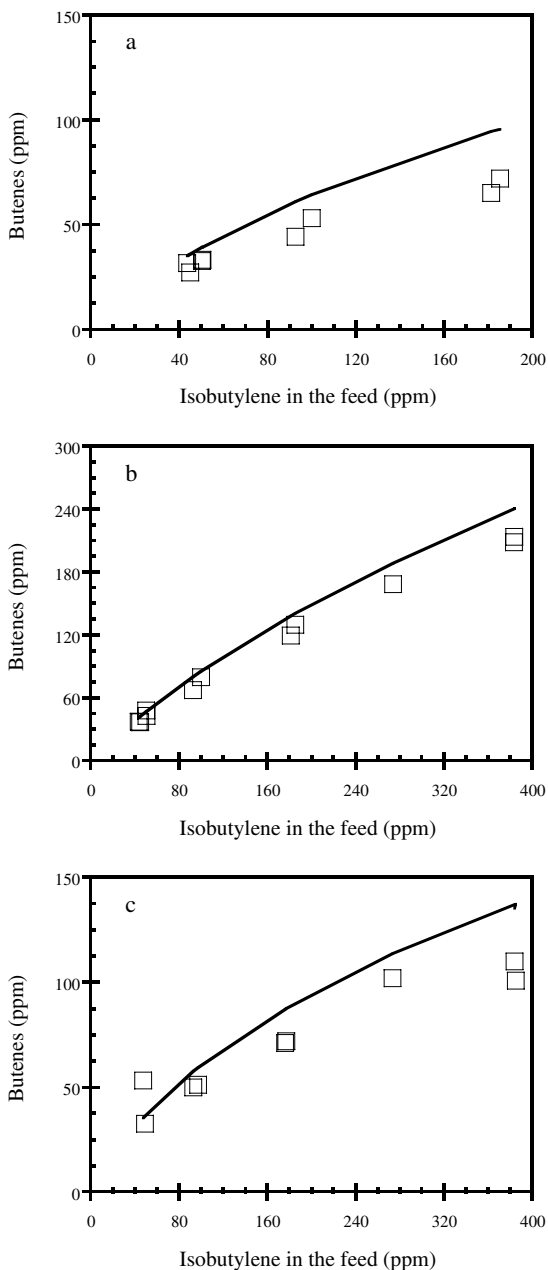 150
a
100
Butenes (ppm)
50
0
0 40 80 120 160 200
Isobutylene in the feed (ppm)
300
b
240
180
Butenes (ppm)
120
60
0
0 80 160 240 320 400
Isobutylene in the feed (ppm)
150
c
100
Butenes (ppm)
50
0
0 80 160 240 320 400
Isobutylene in the feed (ppm)